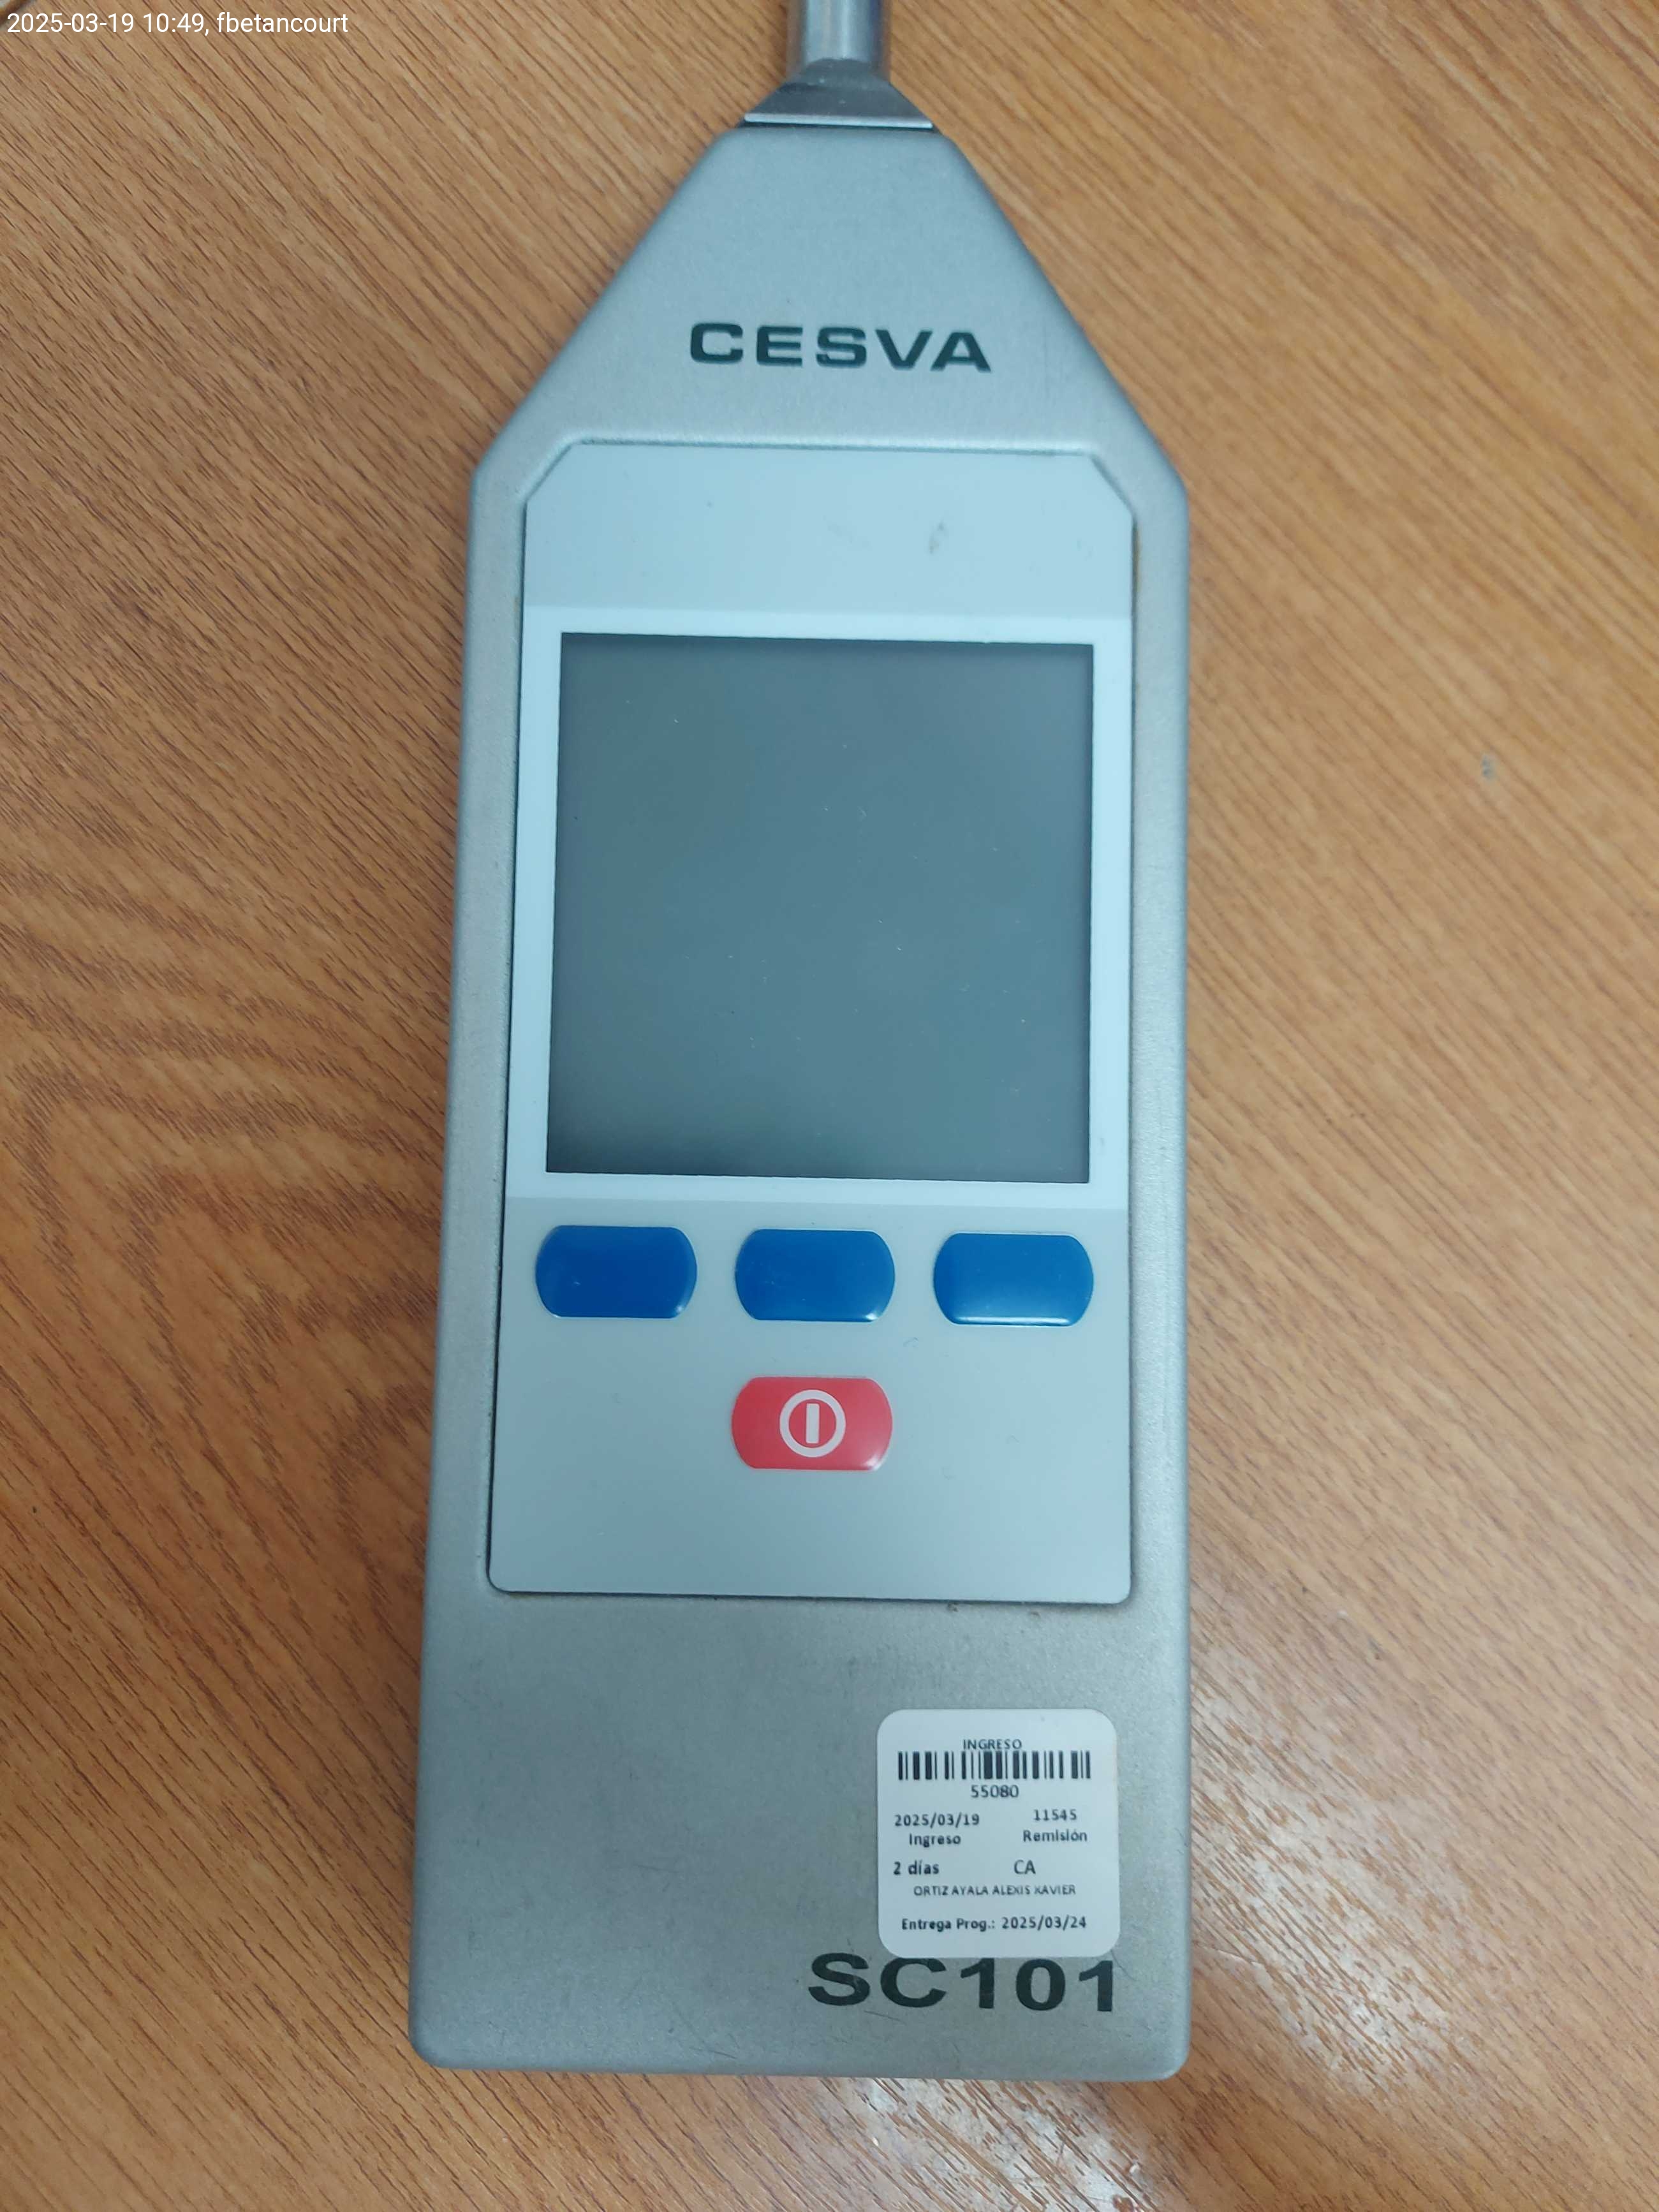 2025-03-19 10:49, fbetancourt
CESVA
INGRESO
55080
2025/03/19 11545
Ingreso Remisión
2 días CA
ORTIZ AYALA ALEXIS XAVIER
Entrega Prog.: 2025/03/24
SC101